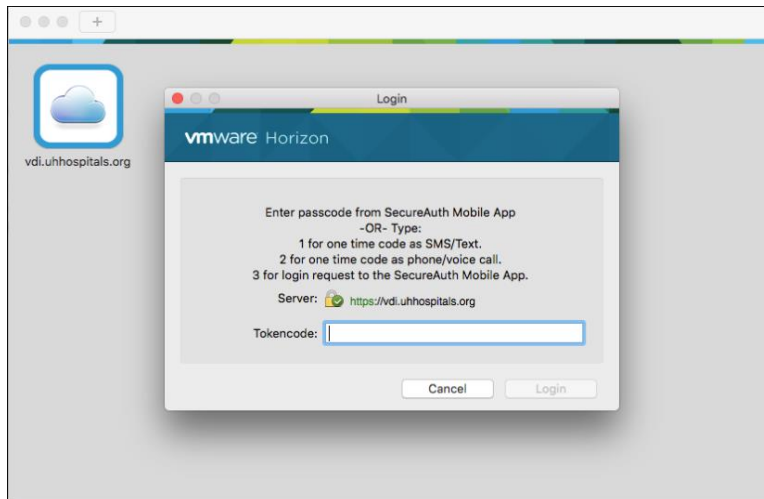 +
Login
vmware Horizon
vdi.uhhospitals.org
Enter passcode from SecureAuth Mobile App
-OR- Type:
1 for one time code as SMS/Text.
2 for one time code as phone/voice call.
3 for login request to the SecureAuth Mobile App.
Server: https://vdi.uhhospitals.org
Tokencode:
Cancel Login